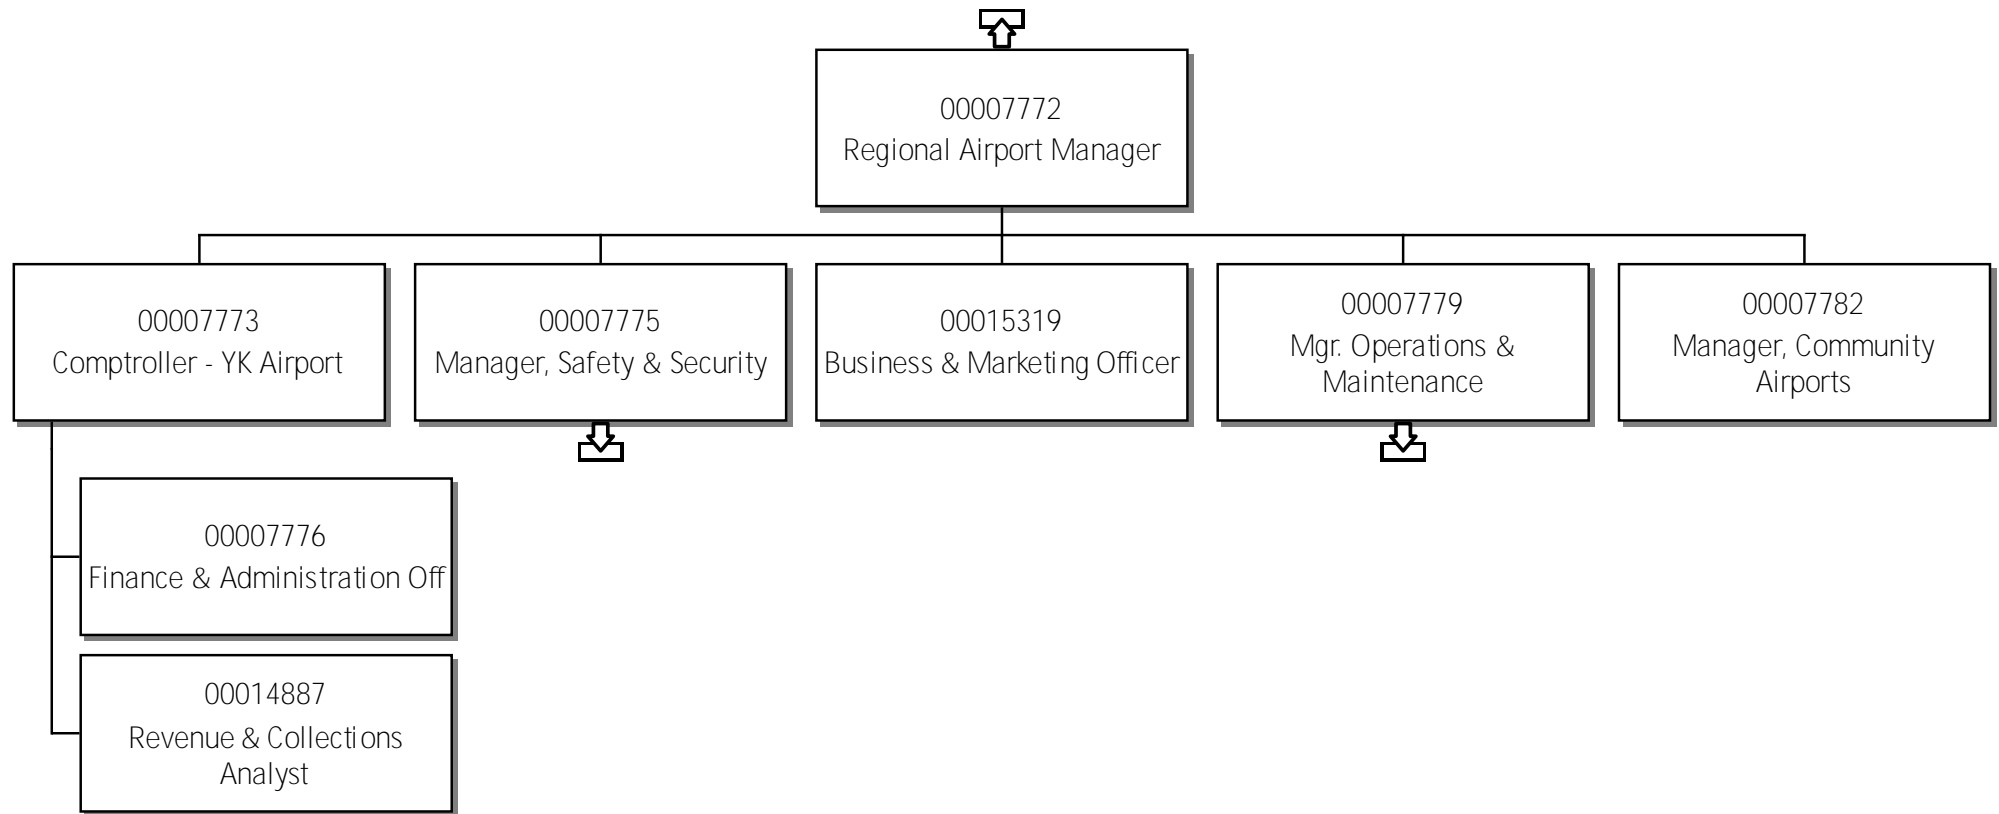 00007772
Regional Airport Manager
00007773
Comptroller - YK Airport
00007775
Manager, Safety & Security
00015319
Business & Marketing Officer
00007779
Mgr. Operations &
Maintenance
00007782
Manager, Community
Airports
00007776
Finance & Administration Off
00014887
Revenue & Collections
Analyst